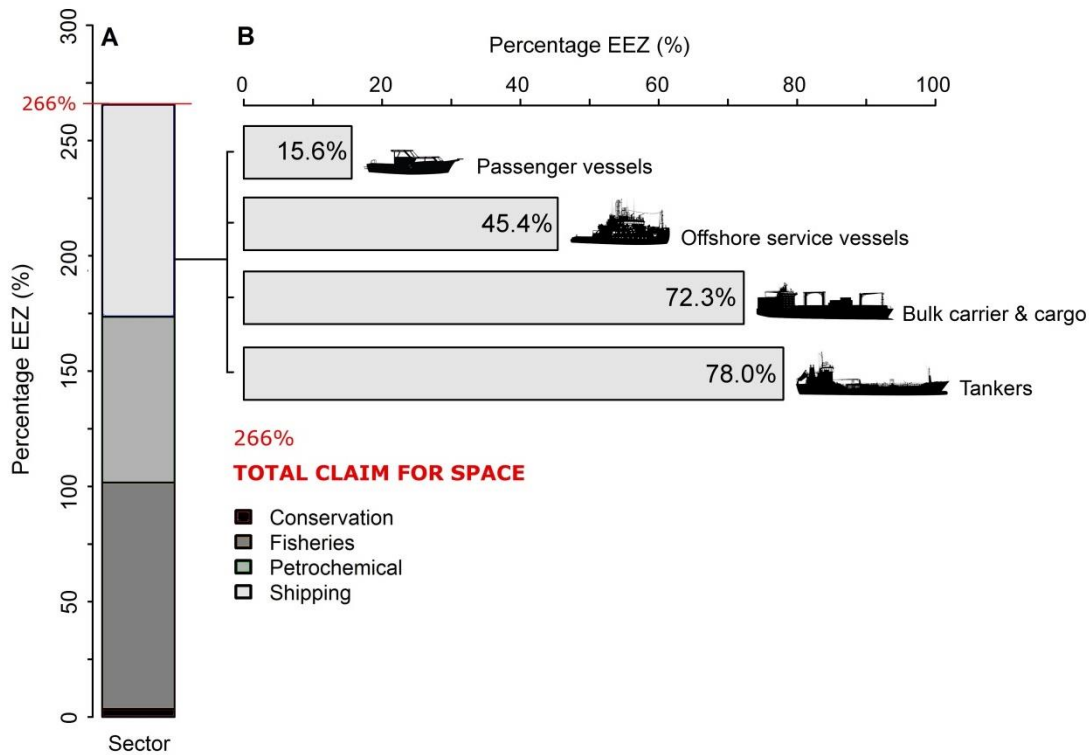 A
B
Percentage EEZ (%)
0
20
40
60
80
100
300
266%
250
200
150
100
50
0
Percentage EEZ (%)
Sector
15.6%
Passenger vessels
45.4%
Offshore service vessels
72.3%
Bulk carrier & cargo
78.0%
Tankers
266%
TOTAL CLAIM FOR SPACE
Conservation
Fisheries
Petrochemical
Shipping